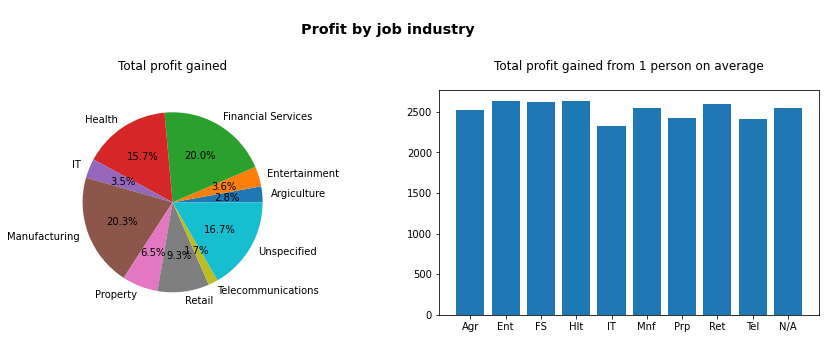 Profit by job industry
Total profit gained
Health
Financial Services
IT
Entertainment
Argiculture
Manufacturing
Unspecified
Property
Retail
Telecommunications
15.7%
20.0%
3.5%
3.6%
2.8%
20.3%
16.7%
6.5%
9.3%
1.7%
Total profit gained from 1 person on average
2500
2000
1500
1000
500
0
Agr Ent FS Hlt IT Mnf Prp Ret Tel N/A